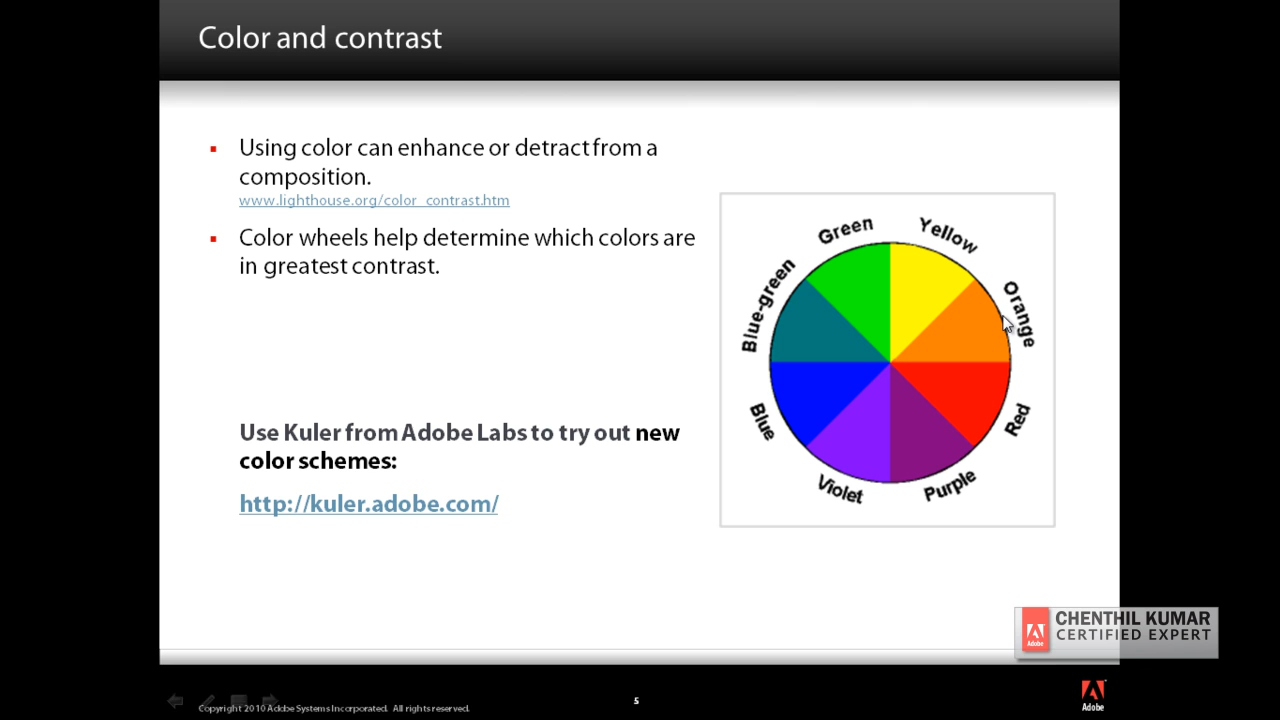 Color and contrast
Using color can enhance or detract from a
composition.
www.lighthouse.org/color_contrast.htm
Color wheels help determine which colors are
in greatest contrast.
Use Kuler from Adobe Labs to try out new
color schemes:
http://kuler.adobe.com/
Green
Yellow
Blue-green
Orange
Blue
Red
Violet
Purple
CHENTHIL KUMAR
CERTIFIED EXPERT
Adobe
Copyright 2010 Adobe Systems Incorporated. All rights reserved.
5
Adobe